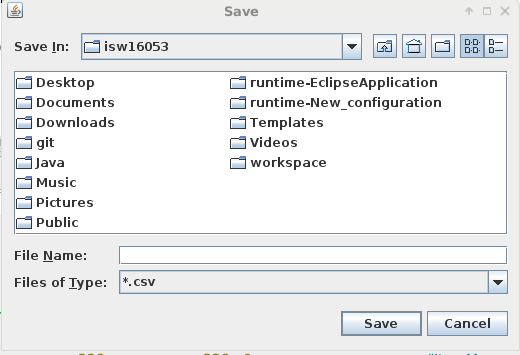 Save
Save In: isw16053
Desktop
Documents
Downloads
git
Java
Music
Pictures
Public
runtime-EclipseApplication
runtime-New_configuration
Templates
Videos
workspace
File Name:
Files of Type: *.csv
Save Cancel